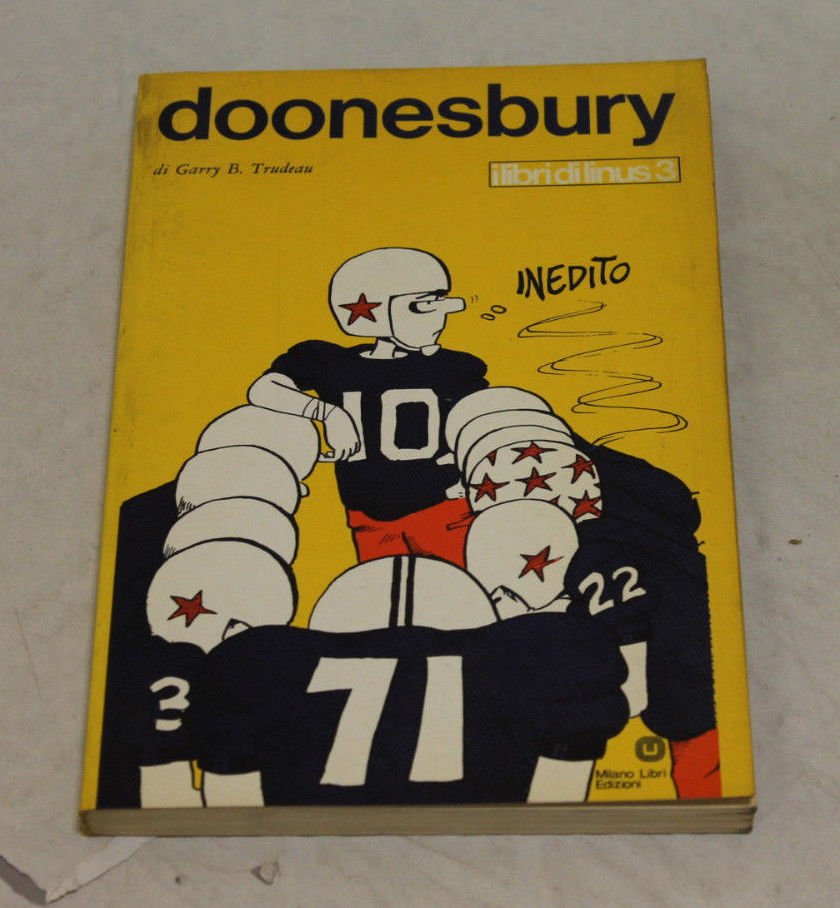 doonesbury
di Garry B. Trudeau
i libri di linus 3
INEDITO
10
22
3
71
Milano Libri
Edizioni